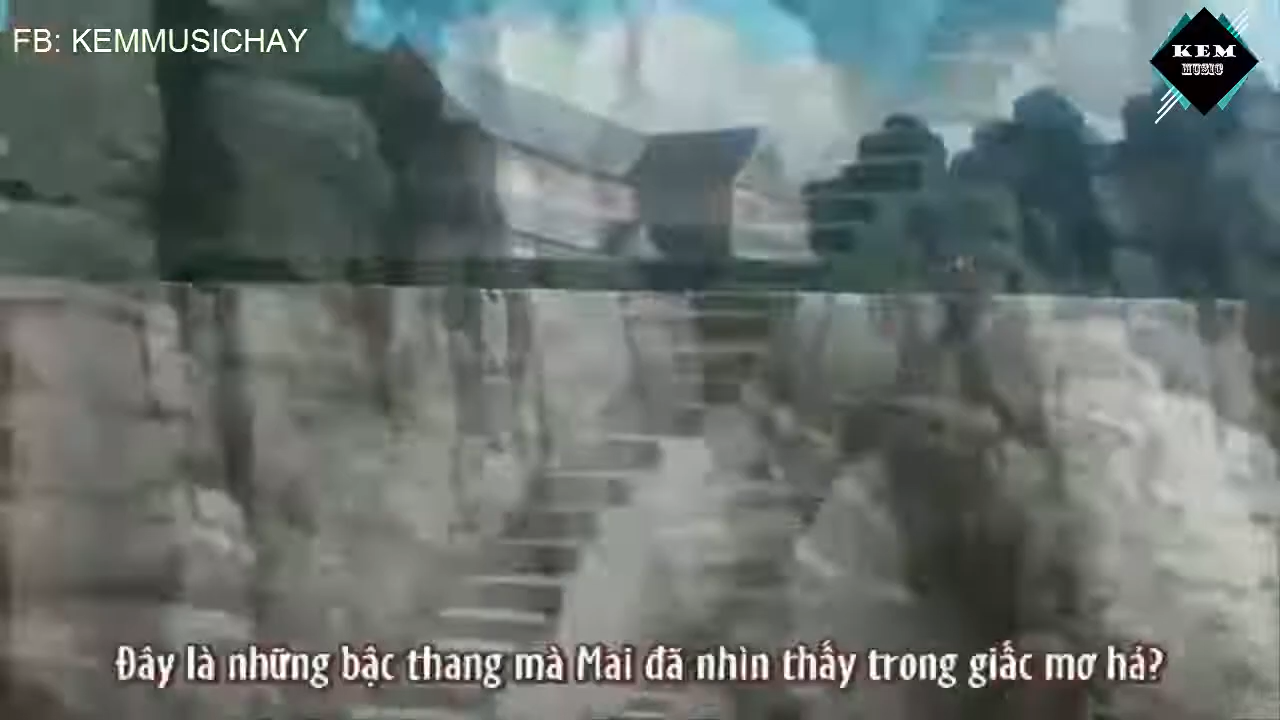 FB: KEMMUSICHAY
KEM
MUSIC
Đây là những bậc thang mà Mai đã nhìn thấy trong giấc mơ há?